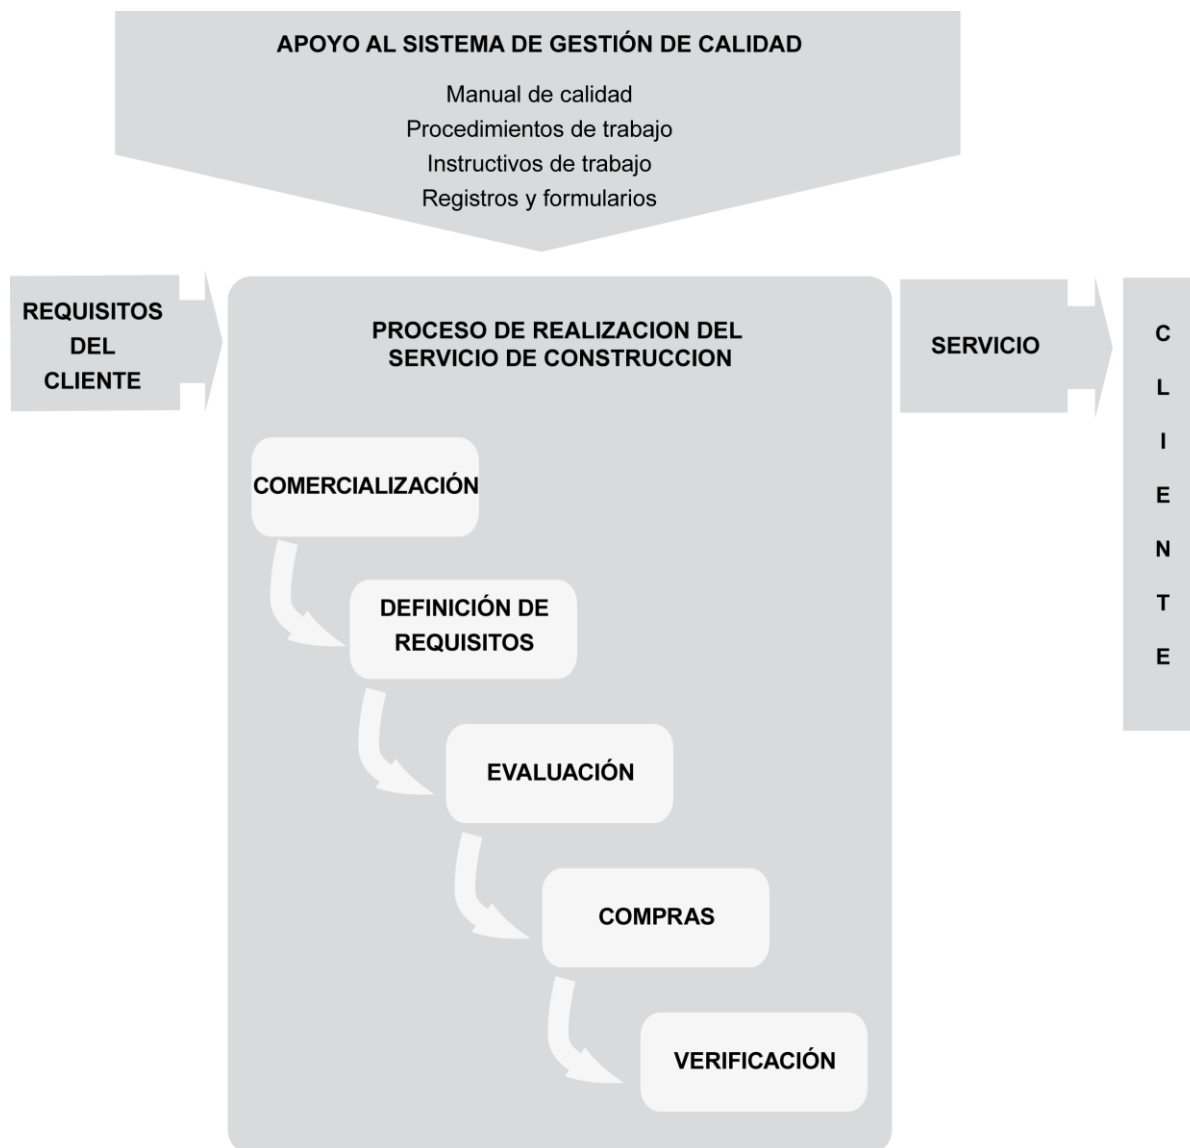 APOYO AL SISTEMA DE GESTIÓN DE CALIDAD
Manual de calidad
Procedimientos de trabajo
Instructivos de trabajo
Registros y formularios
REQUISITOS
DEL
CLIENTE
PROCESO DE REALIZACION DEL
SERVICIO DE CONSTRUCCION
COMERCIALIZACIÓN
DEFINICIÓN DE
REQUISITOS
EVALUACIÓN
COMPRAS
VERIFICACIÓN
SERVICIO
C
L
I
E
N
T
E